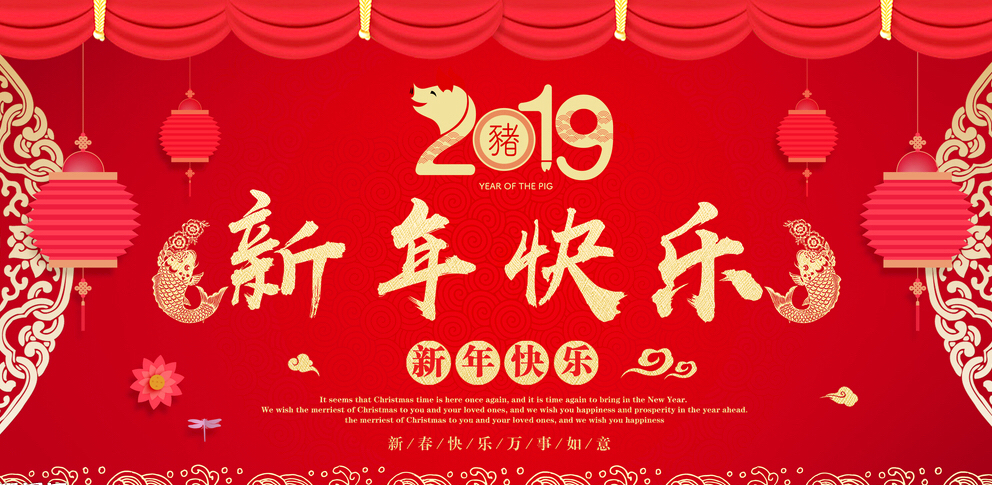 2019
豬
YEAR OF THE PIG
新年快乐
新年快乐
It seems that Christmas time is here once again, and it is time again to bring in the New Year.
We wish the merriest of Christmas to you and your loved ones, and we wish you happiness and prosperity in the year ahead.
the merriest of Christmas to you and your loved ones, and we wish you happiness
新/春/快/乐/万/事/如/意